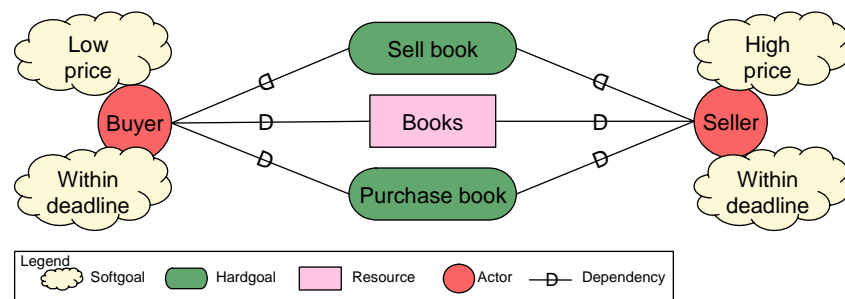 Low
price
Sell book
High
price
D
D
Buyer
D
Books
D
Seller
D
D
Within
deadline
Purchase book
Within
deadline
Legend
Softgoal
Hardgoal
Resource
Actor
D
Dependency